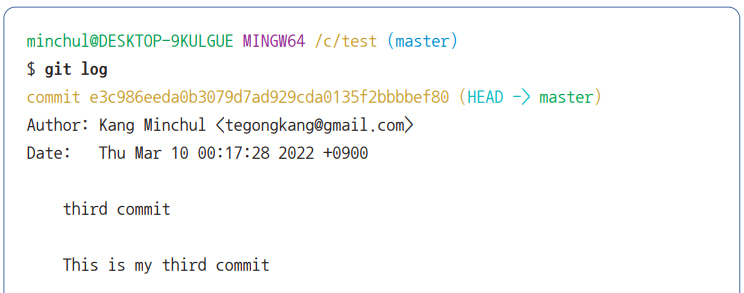 minchul@DESKTOP-9KULGUE MINGW64 /c/test (master)
$ git log
commit e3c986eeda0b3079d7ad929cda0135f2bbbbef80 (HEAD -> master)
Author: Kang Minchul <tegongkang@gmail.com>
Date:   Thu Mar 10 00:17:28 2022 +0900
third commit
This is my third commit